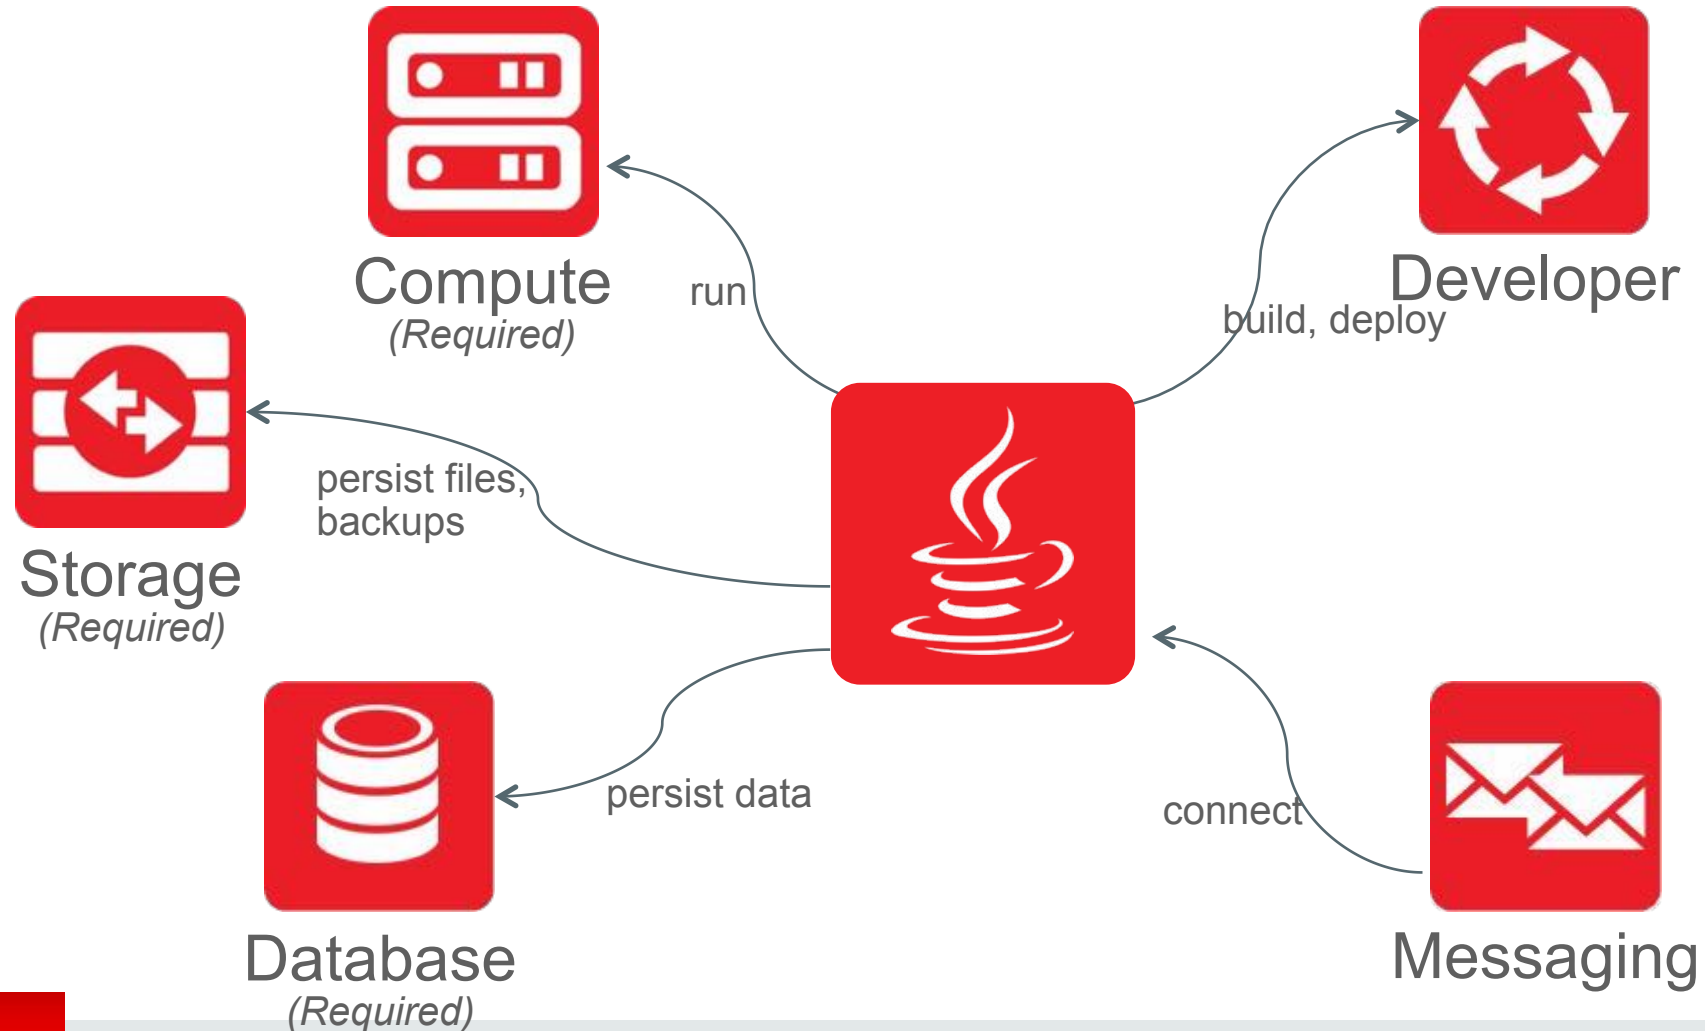 Compute
(Required)
run
Developer
build, deploy
persist files,
backups
Storage
(Required)
persist data
connect
Database
(Required)
Messaging